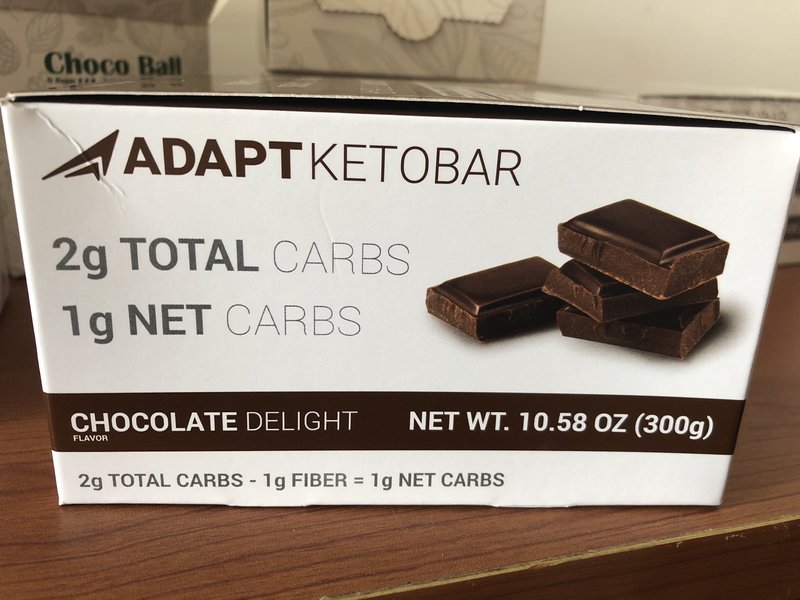 Choco Ball
ADAPT KETOBAR
2g TOTAL CARBS
1g NET CARBS
CHOCOLATE DELIGHT
FLAVOR
NET WT. 10.58 OZ (300g)
2g TOTAL CARBS - 1g FIBER = 1g NET CARBS